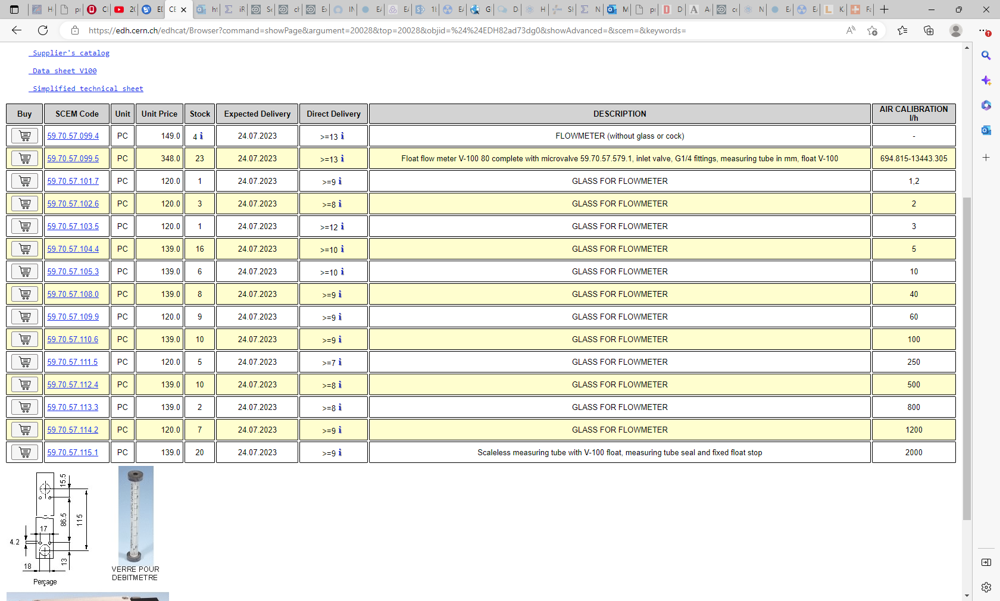 https://edh.cern.ch/edhcat/Browser?command=showPage&argument=20028&top=20028&objid=%24%24EDH82ad73dg0&showAdvanced=&scem=&keywords=
Supplier's catalog
Data sheet V100
Simplified technical sheet
Buy SCEM Code Unit Unit Price Stock Expected Delivery Direct Delivery DESCRIPTION AIR CALIBRATION l/h
59.70.57.099.4 PC 149.0 4 i 24.07.2023 >=13 i FLOWMETER (without glass or cock) -
59.70.57.099.5 PC 348.0 23 24.07.2023 >=13 i Float flow meter V-100 80 complete with microvalve 59.70.57.579.1, inlet valve, G1/4 fittings, measuring tube in mm, float V-100 694.815-13443.305
59.70.57.101.7 PC 120.0 1 24.07.2023 >=9 i GLASS FOR FLOWMETER 1,2
59.70.57.102.6 PC 120.0 3 24.07.2023 >=8 i GLASS FOR FLOWMETER 2
59.70.57.103.5 PC 120.0 1 24.07.2023 >=12 i GLASS FOR FLOWMETER 3
59.70.57.104.4 PC 139.0 16 24.07.2023 >=10 i GLASS FOR FLOWMETER 5
59.70.57.105.3 PC 139.0 6 24.07.2023 >=10 i GLASS FOR FLOWMETER 10
59.70.57.108.0 PC 139.0 8 24.07.2023 >=9 i GLASS FOR FLOWMETER 40
59.70.57.109.9 PC 120.0 9 24.07.2023 >=9 i GLASS FOR FLOWMETER 60
59.70.57.110.6 PC 139.0 10 24.07.2023 >=9 i GLASS FOR FLOWMETER 100
59.70.57.111.5 PC 120.0 5 24.07.2023 >=7 i GLASS FOR FLOWMETER 250
59.70.57.112.4 PC 139.0 10 24.07.2023 >=8 i GLASS FOR FLOWMETER 500
59.70.57.113.3 PC 139.0 2 24.07.2023 >=8 i GLASS FOR FLOWMETER 800
59.70.57.114.2 PC 120.0 7 24.07.2023 >=9 i GLASS FOR FLOWMETER 1200
59.70.57.115.1 PC 139.0 20 24.07.2023 >=9 i Scaleless measuring tube with V-100 float, measuring tube seal and fixed float stop 2000
15.5
86.5
115
17
4.2
13
18
Perçage
VERRE POUR
DEBITMETRE